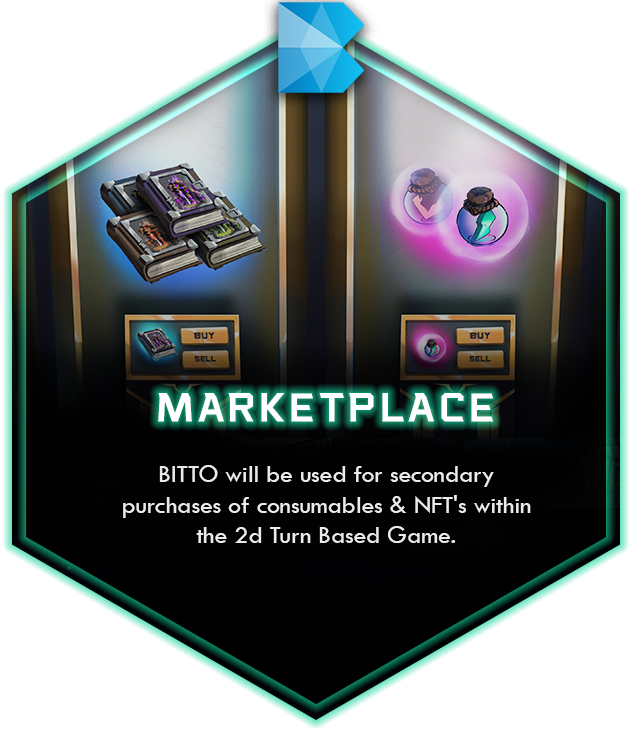 BUY
SELL
BUY
SELL
MARKETPLACE
BITTO will be used for secondary
purchases of consumables & NFT's within
the 2d Turn Based Game.